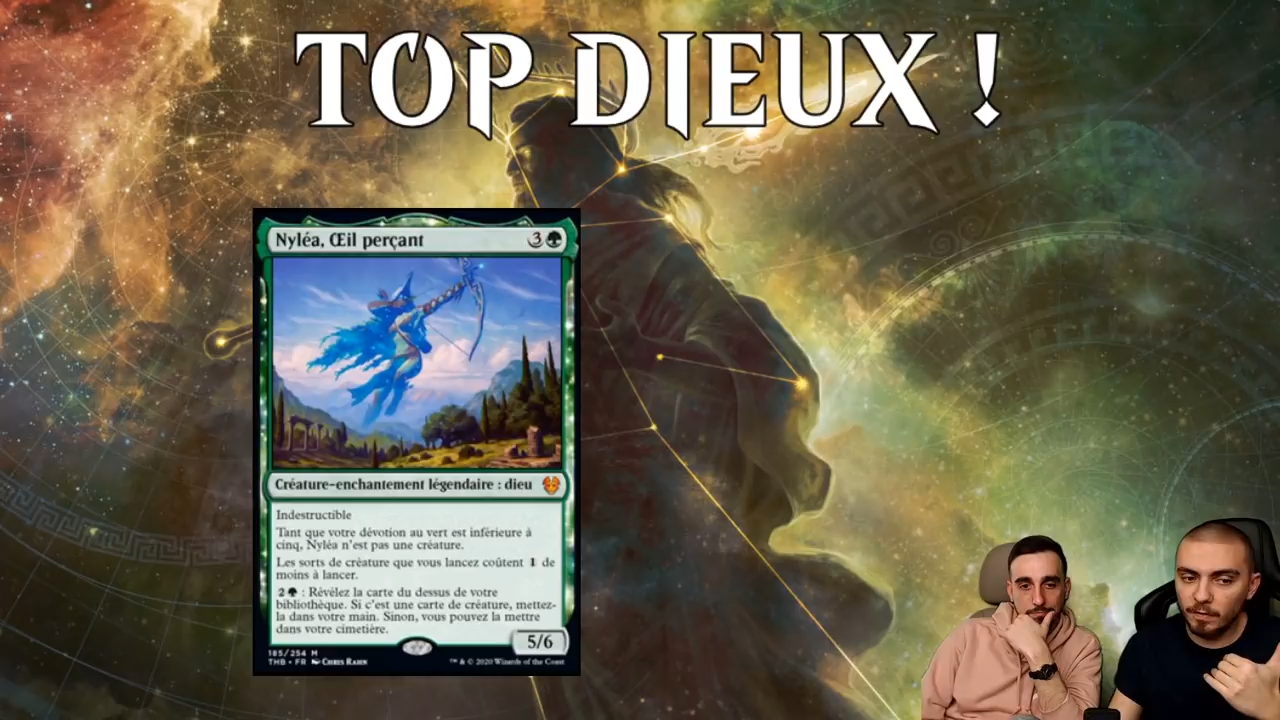 TOP DIEUX !
Nyléa, Œil perçant 3
Créature-enchantement légendaire : dieu
Indestructible
Tant que votre dévotion au vert est inférieure à
cinq, Nyléa n'est pas une créature.
Les sorts de créature que vous lancez coûtent 1 de
moins à lancer.
2 : Révélez la carte du dessus de votre
bibliothèque. Si c'est une carte de créature, mettez-
la dans votre main. Sinon, vous pouvez la mettre
dans votre cimetière.
5/6
185/254 M
THB • FR Chris Rahn
™ & © 2020 Wizards of the Coast